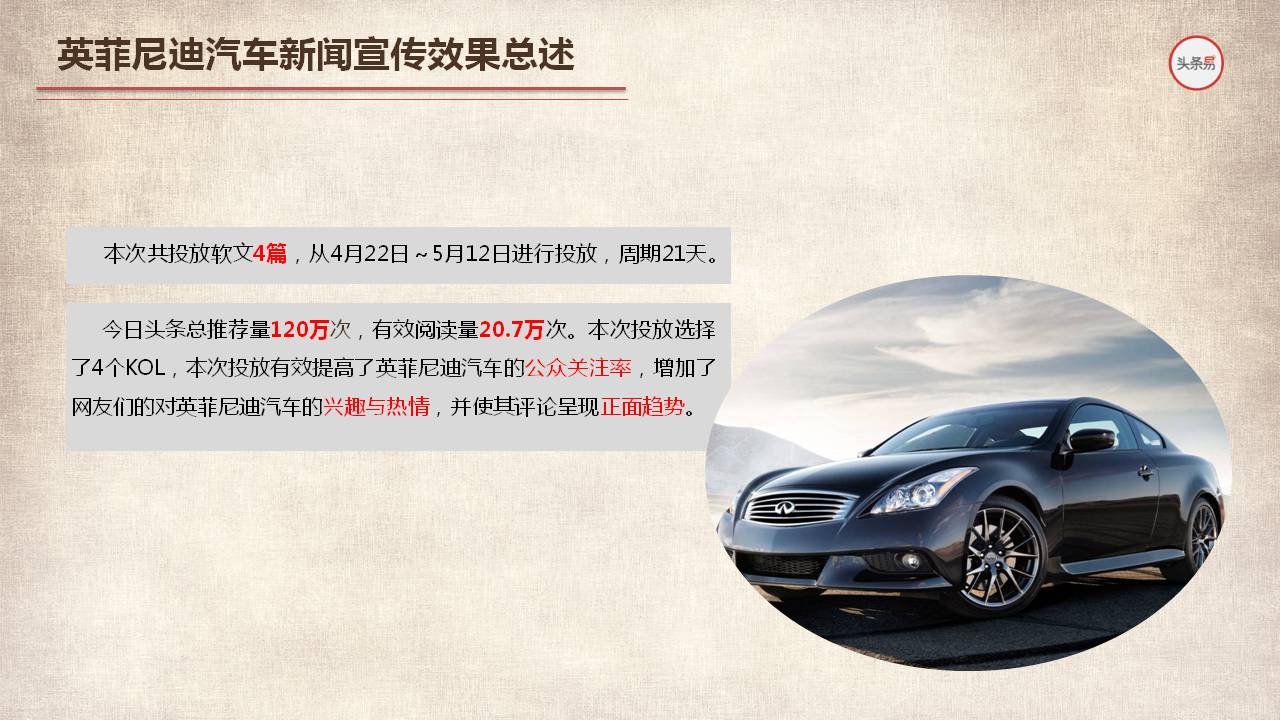 英菲尼迪汽车新闻宣传效果总述
头条易
本次共投放软文4篇，从4月22日～5月12日进行投放，周期21天。
今日头条总推荐量120万次，有效阅读量20.7万次。本次投放选择
了4个KOL，本次投放有效提高了英菲尼迪汽车的公众关注率，增加了
网友们的对英菲尼迪汽车的兴趣与热情，并使其评论呈现正面趋势。